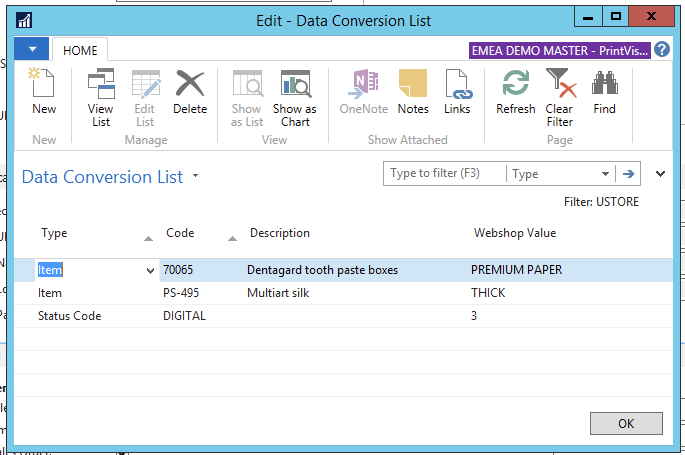 Edit - Data Conversion List
HOME
EMEA DEMO MASTER - PrintVis...
New
View List
Edit List
Delete
Show as List
Show as Chart
OneNote
Notes
Links
Refresh
Clear Filter
Find
New
Manage
View
Show Attached
Page
Data Conversion List
Type to filter (F3)
Type
Filter: USTORE
Type Code Description Webshop Value
Item 70065 Dentagard tooth paste boxes PREMIUM PAPER
Item PS-495 Multiart silk THICK
Status Code DIGITAL 3
OK